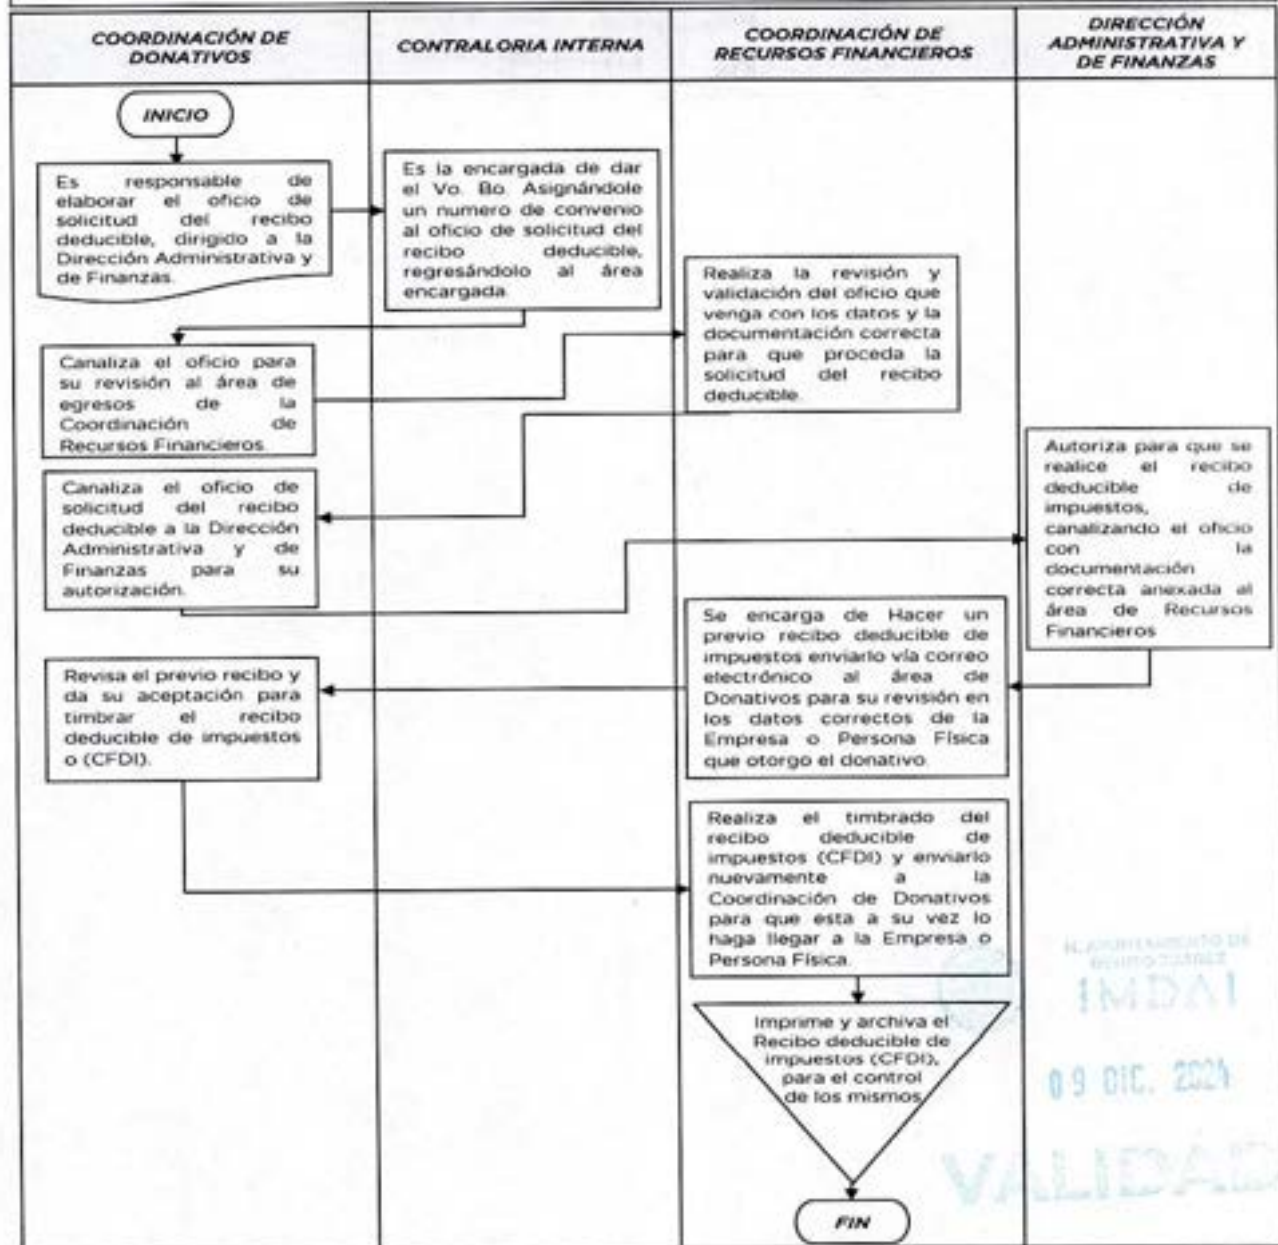 COORDINACIÓN DE
DONATIVOS
CONTRALORIA INTERNA
COORDINACIÓN DE
RECURSOS FINANCIEROS
DIRECCIÓN
ADMINISTRATIVA Y
DE FINANZAS
INICIO
Es responsable de
elaborar el oficio de
solicitud del recibo
deducible, dirigido a la
Dirección Administrativa y
de Finanzas.
Es la encargada de dar
el Vo. Bo. Asignándole
un numero de convenio
al oficio de solicitud del
recibo deducible,
regresándolo al área
encargada.
Canaliza el oficio para
su revisión al área de
egresos de la
Coordinación de
Recursos Financieros.
Realiza la revisión y
validación del oficio que
venga con los datos y la
documentación correcta
para que proceda la
solicitud del recibo
deducible.
Canaliza el oficio de
solicitud del recibo
deducible a la Dirección
Administrativa y de
Finanzas para su
autorización.
Autoriza para que se
realice el recibo
deducible de
impuestos,
canalizando el oficio
con la
documentación
correcta anexada al
área de Recursos
Financieros
Se encarga de Hacer un
previo recibo deducible de
impuestos enviarlo vía correo
electrónico al área de
Donativos para su revisión en
los datos correctos de la
Empresa o Persona Física
que otorgo el donativo.
Revisa el previo recibo y
da su aceptación para
timbrar el recibo
deducible de impuestos
o (CFDI).
Realiza el timbrado del
recibo deducible de
impuestos (CFDI) y enviarlo
nuevamente a la
Coordinación de Donativos
para que esta a su vez lo
haga llegar a la Empresa o
Persona Física.
Imprime y archiva el
Recibo deducible de
impuestos (CFDI),
para el control
de los mismos
FIN
IMDAI
09 DIC. 2024
VALIDAD